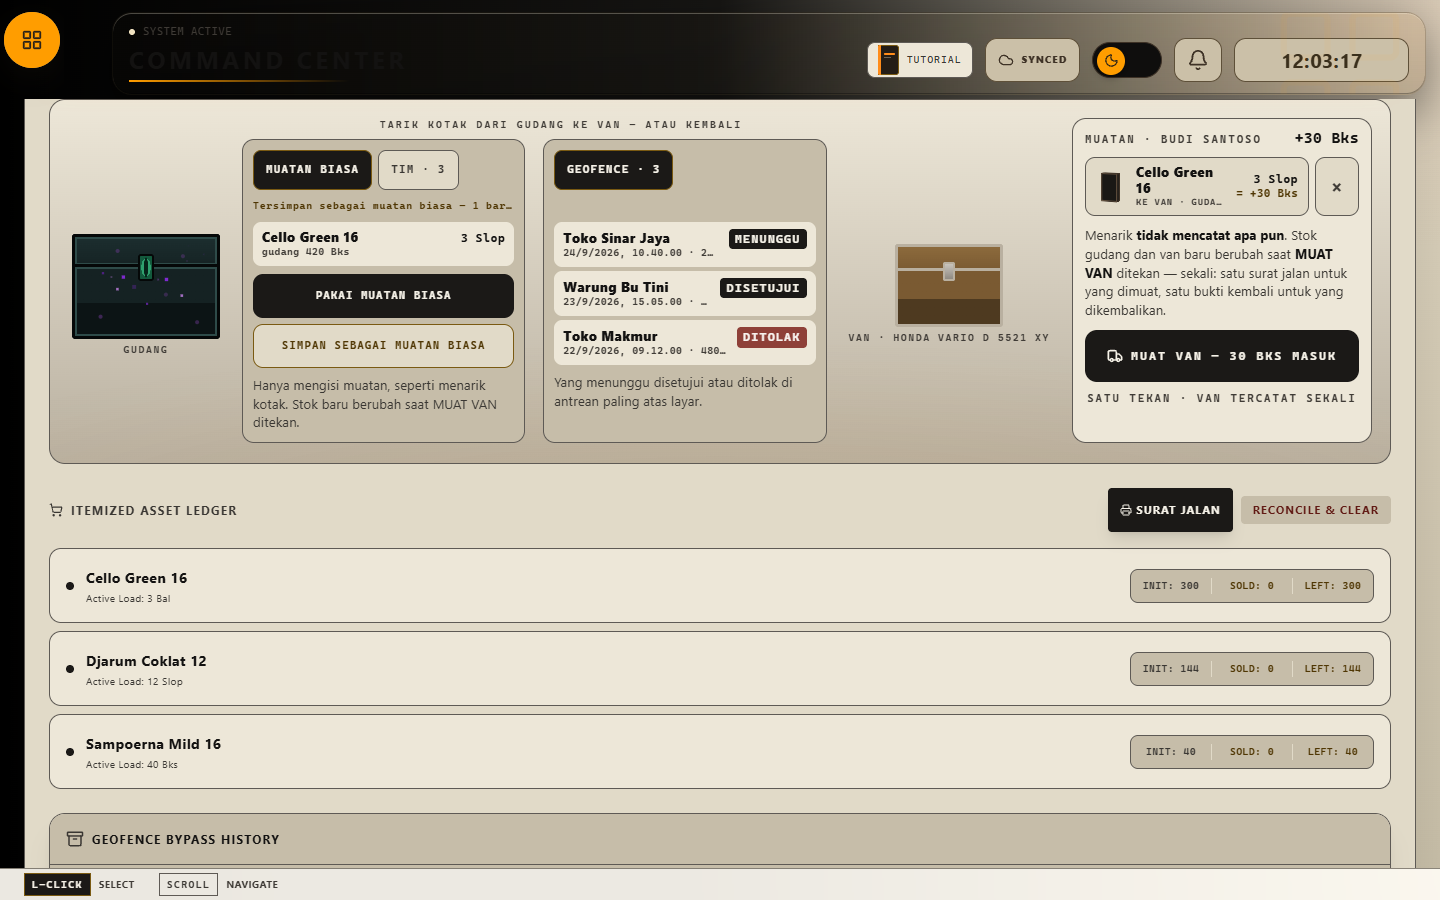 SYSTEM ACTIVE
COMMAND CENTER
TUTORIAL
SYNCED
12:03:17
TARIK KOTAK DARI GUDANG KE VAN — ATAU KEMBALI
GUDANG
MUATAN BIASA
TIM · 3
Tersimpan sebagai muatan biasa — 1 bar…
Cello Green 16
3 Slop
gudang 420 Bks
PAKAI MUATAN BIASA
SIMPAN SEBAGAI MUATAN BIASA
Hanya mengisi muatan, seperti menarik
kotak. Stok baru berubah saat MUAT VAN
ditekan.
GEOFENCE · 3
Toko Sinar Jaya
MENUNGGU
24/9/2026, 10.40.00 · 2…
Warung Bu Tini
DISETUJUI
23/9/2026, 15.05.00 · …
Toko Makmur
DITOLAK
22/9/2026, 09.12.00 · 480…
Yang menunggu disetujui atau ditolak di
antrean paling atas layar.
VAN · HONDA VARIO D 5521 XY
MUATAN · BUDI SANTOSO
+30 Bks
Cello Green
16
3 Slop
= +30 Bks
KE VAN · GUDA…
×
Menarik tidak mencatat apa pun. Stok
gudang dan van baru berubah saat MUAT
VAN ditekan — sekali: satu surat jalan untuk
yang dimuat, satu bukti kembali untuk yang
dikembalikan.
MUAT VAN — 30 BKS MASUK
SATU TEKAN · VAN TERCATAT SEKALI
ITEMIZED ASSET LEDGER
SURAT JALAN
RECONCILE & CLEAR
Cello Green 16
Active Load: 3 Bal
INIT: 300
SOLD: 0
LEFT: 300
Djarum Coklat 12
Active Load: 12 Slop
INIT: 144
SOLD: 0
LEFT: 144
Sampoerna Mild 16
Active Load: 40 Bks
INIT: 40
SOLD: 0
LEFT: 40
GEOFENCE BYPASS HISTORY
L-CLICK
SELECT
SCROLL
NAVIGATE